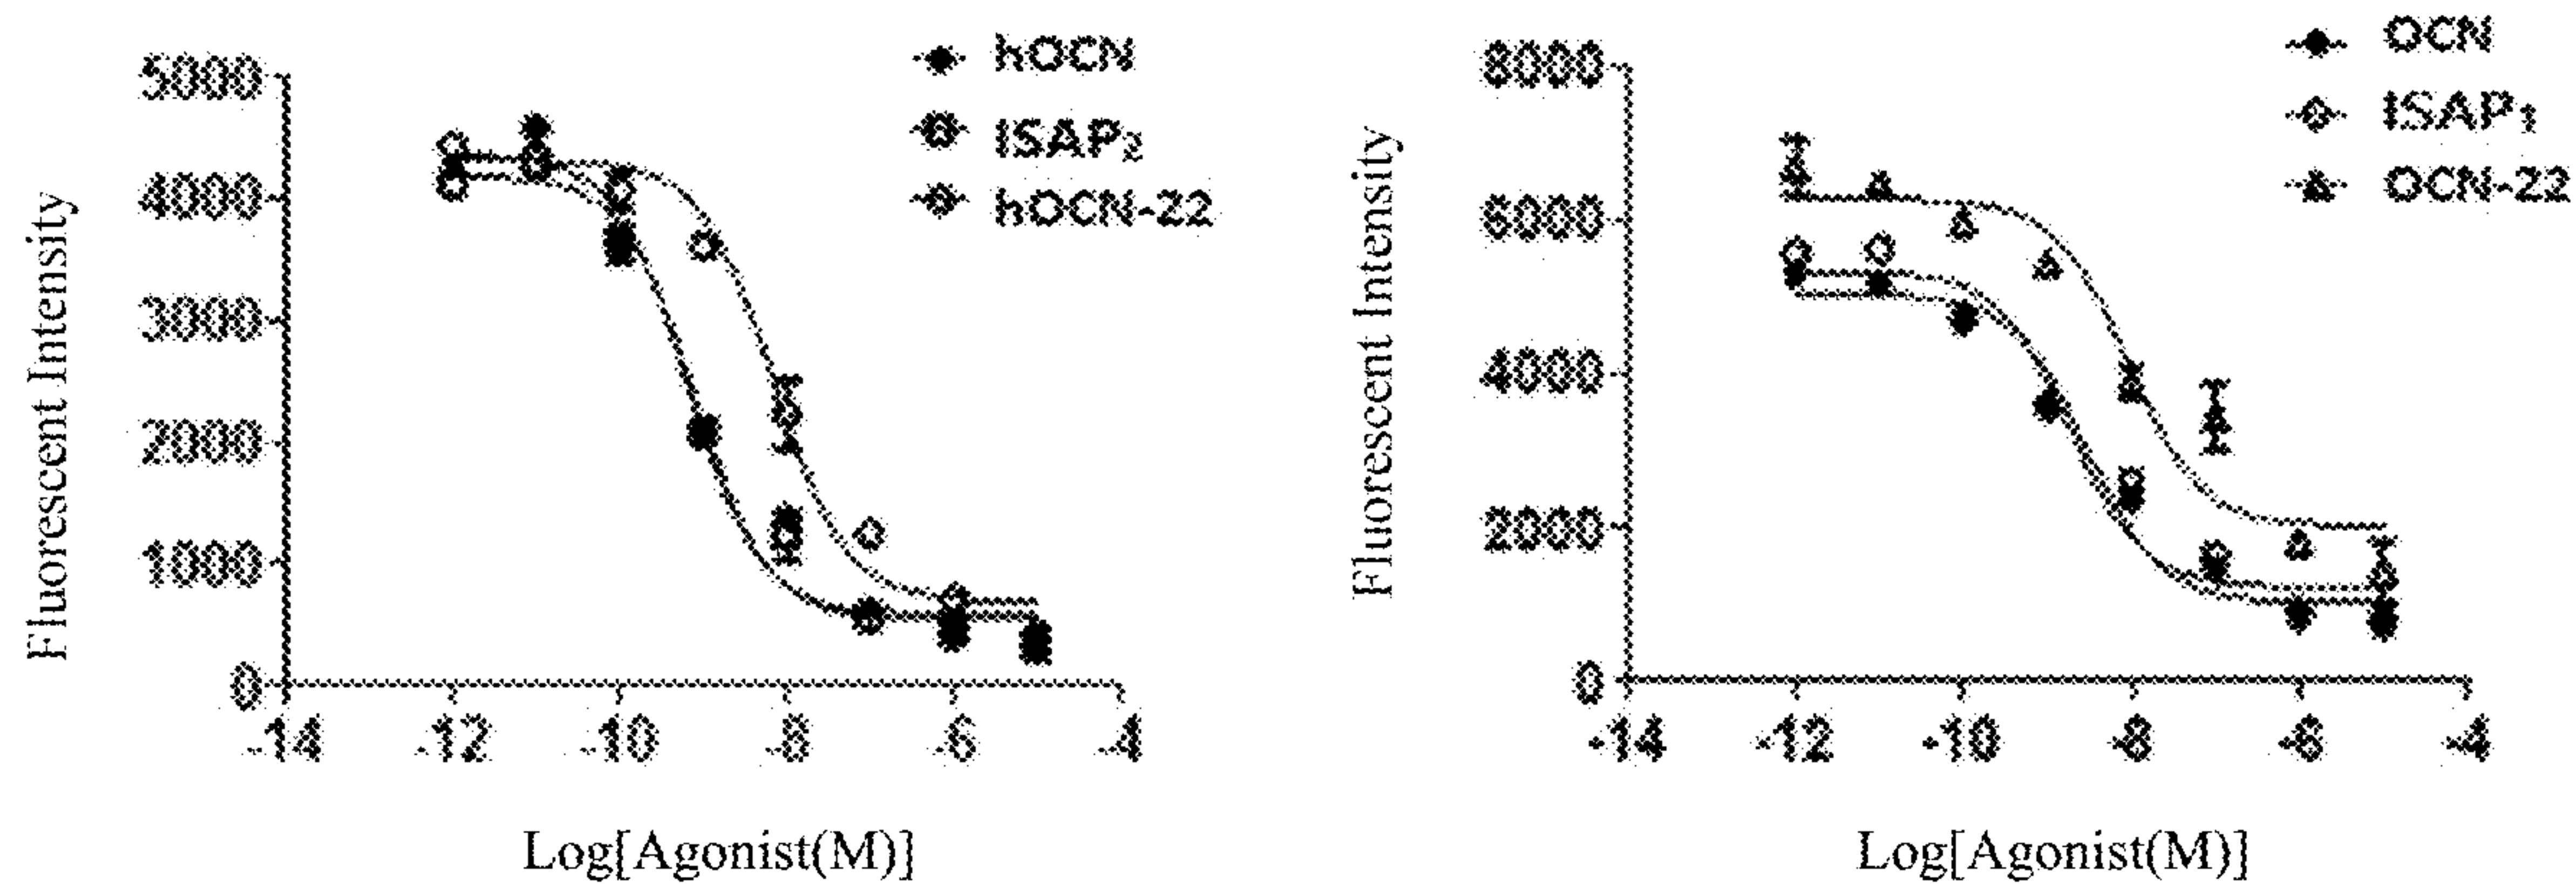 Fluorescent Intensity
5000
4000
3000
2000
1000
0
-14 -12 -10 -8 -6 -4
Log[Agonist(M)]
hOCN
ISAP₂
hOCN-22
Fluorescent Intensity
8000
6000
4000
2000
0
-14 -12 -10 -8 -6 -4
Log[Agonist(M)]
OCN
ISAP₁
OCN-22